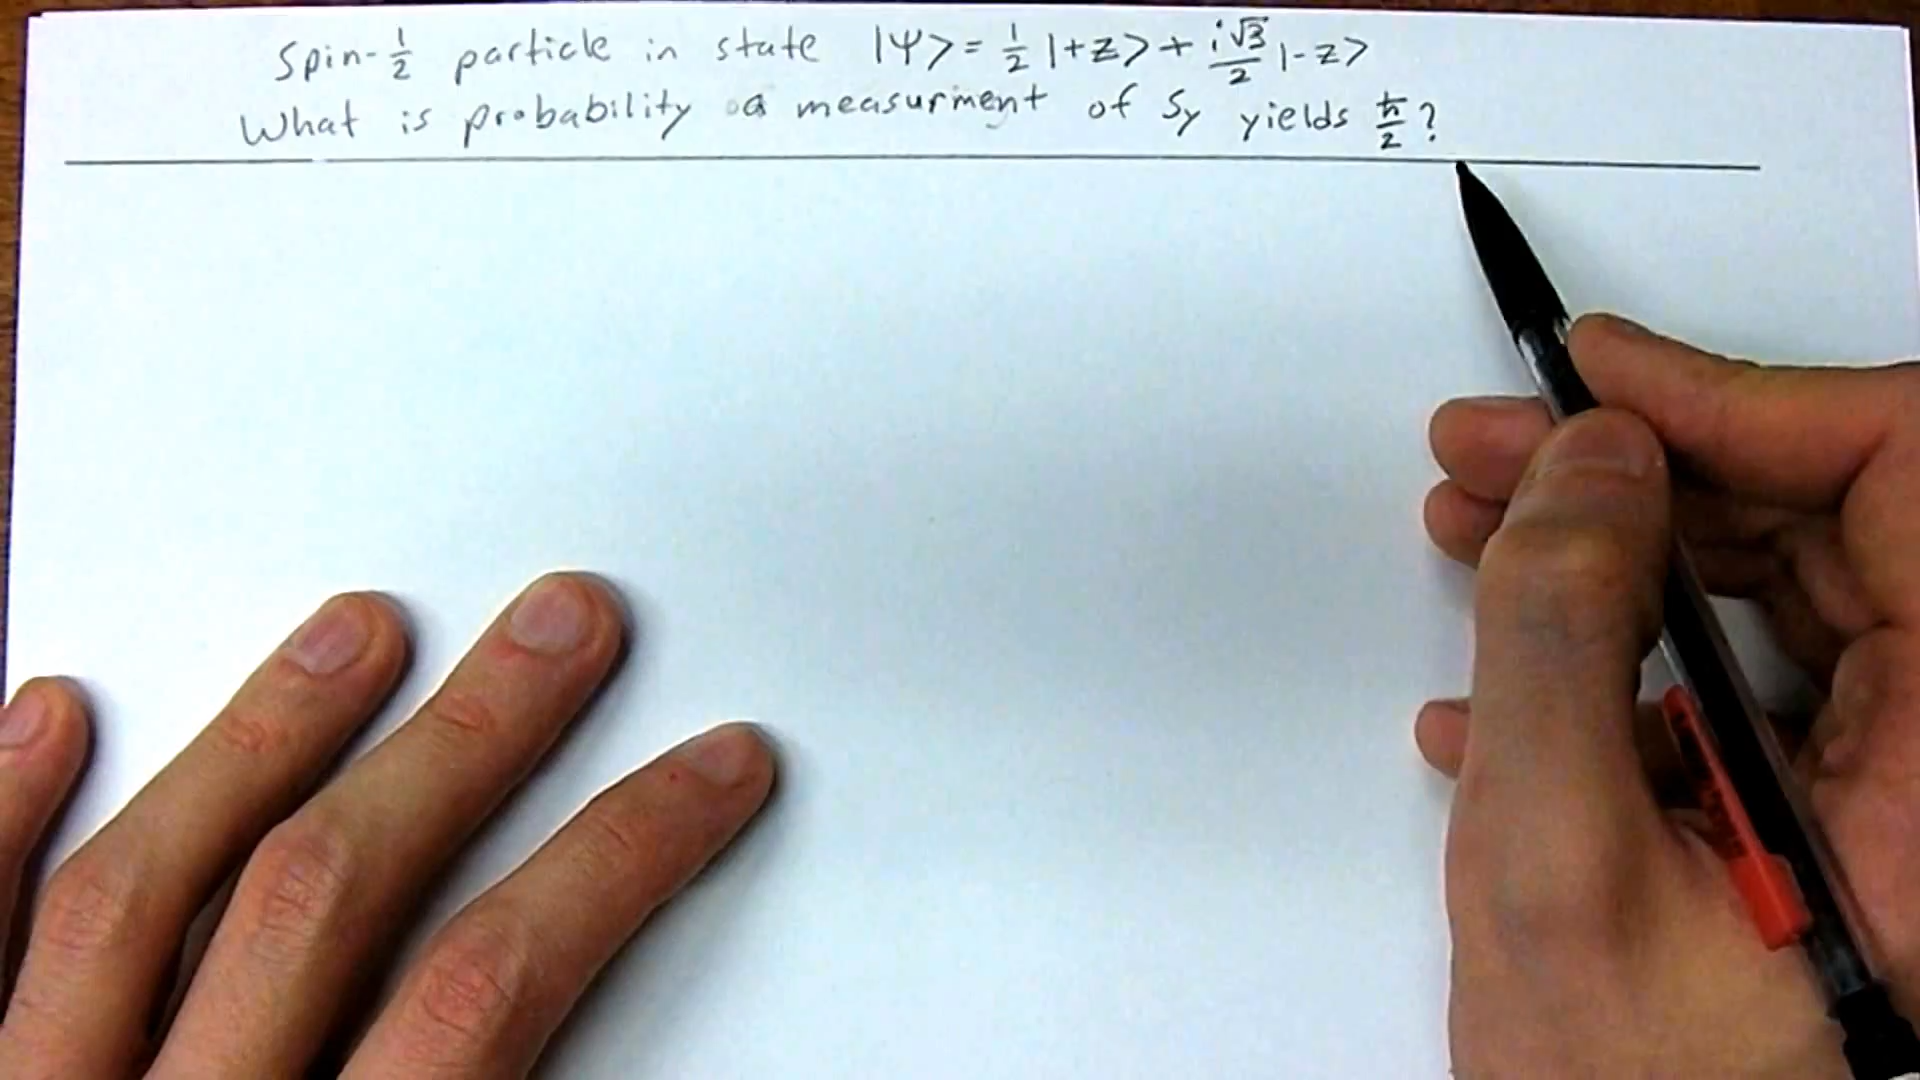 Spin-½ particle in state |Ψ> = ½ |+z> + i√3/2 |-z>
What is probability a measurment of Sy yields ħ/2?